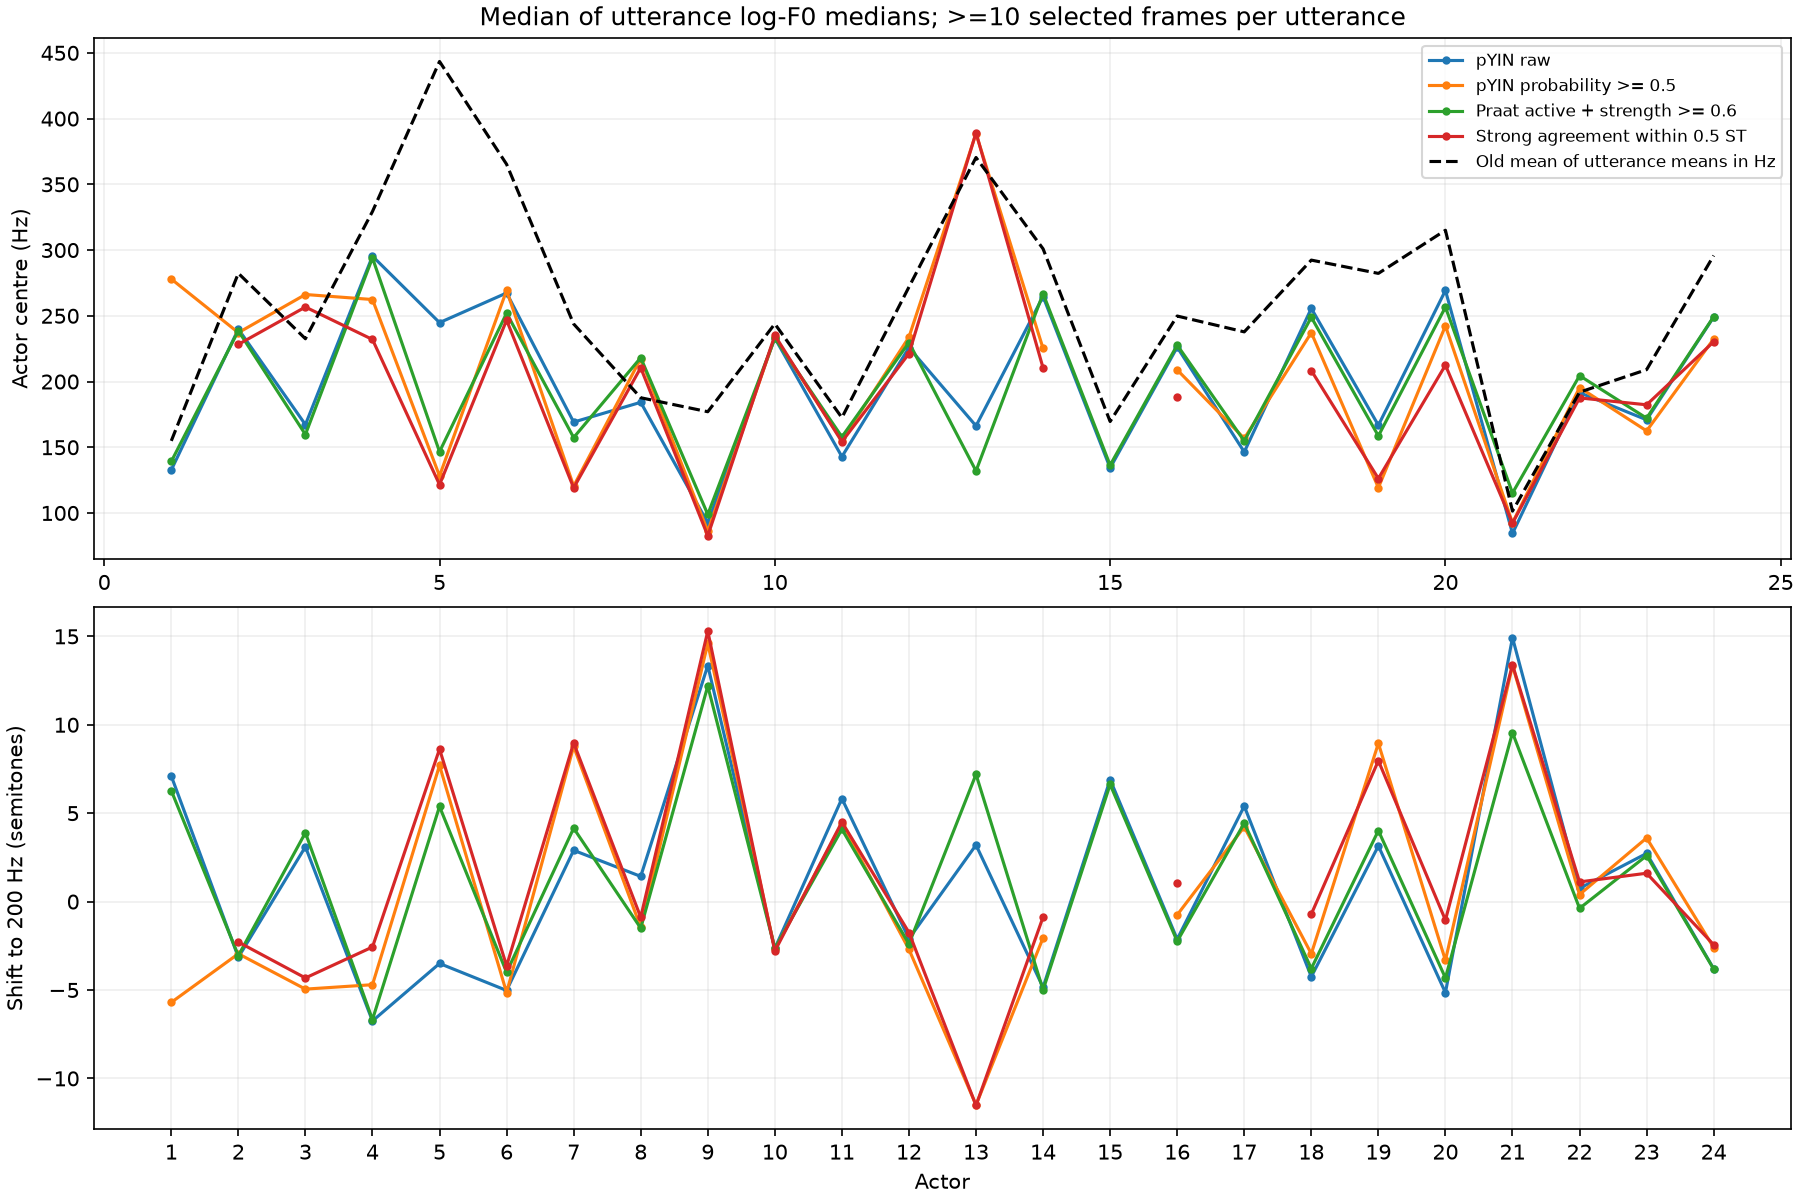 Median of utterance log-F0 medians; >=10 selected frames per utterance
Actor centre (Hz)
450
400
350
300
250
200
150
100
pYIN raw
pYIN probability >= 0.5
Praat active + strength >= 0.6
Strong agreement within 0.5 ST
Old mean of utterance means in Hz
0 5 10 15 20 25
Shift to 200 Hz (semitones)
15
10
5
0
−5
−10
1 2 3 4 5 6 7 8 9 10 11 12 13 14 15 16 17 18 19 20 21 22 23 24
Actor